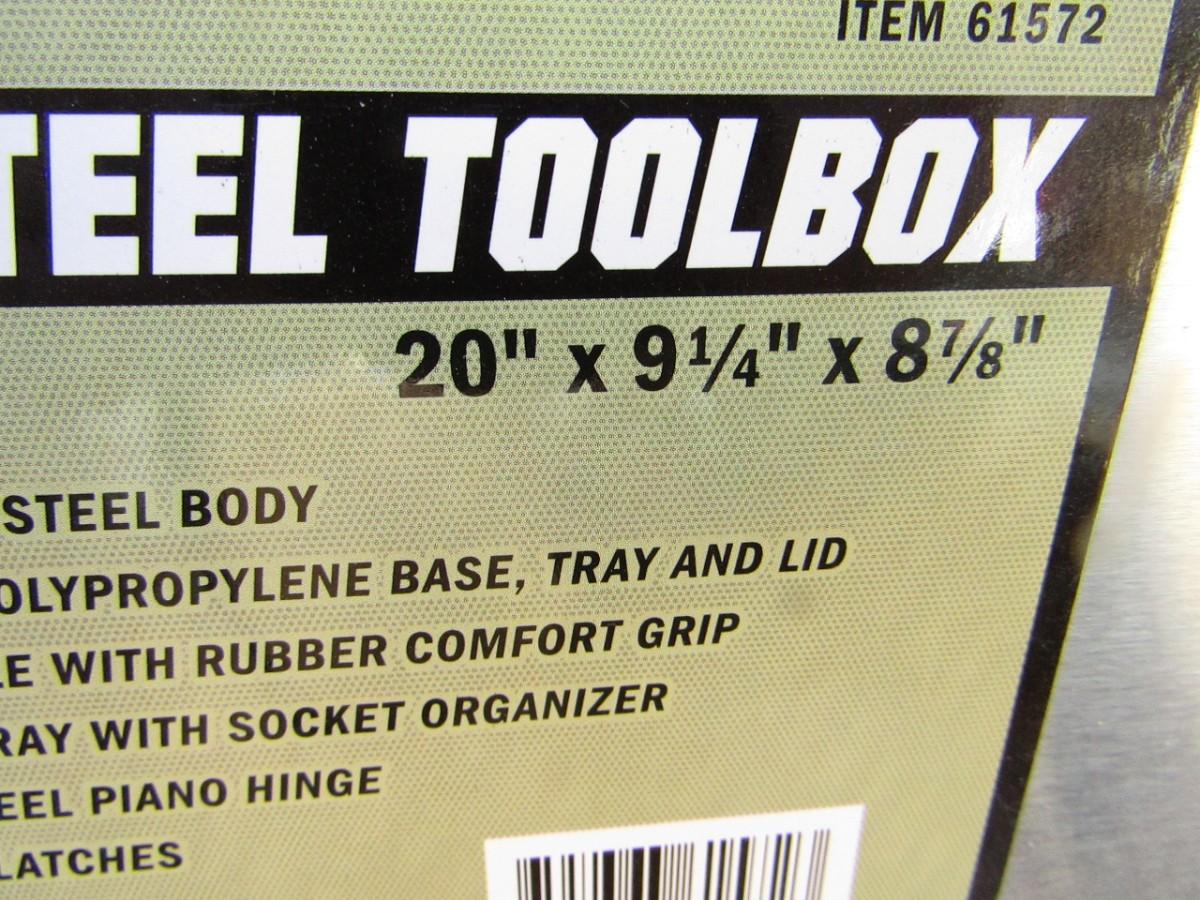 ITEM 61572
TEEL TOOLBOX
20" x 9¼" x 8⅞"
STEEL BODY
OLYPROPYLENE BASE, TRAY AND LID
LE WITH RUBBER COMFORT GRIP
RAY WITH SOCKET ORGANIZER
EEL PIANO HINGE
LATCHES